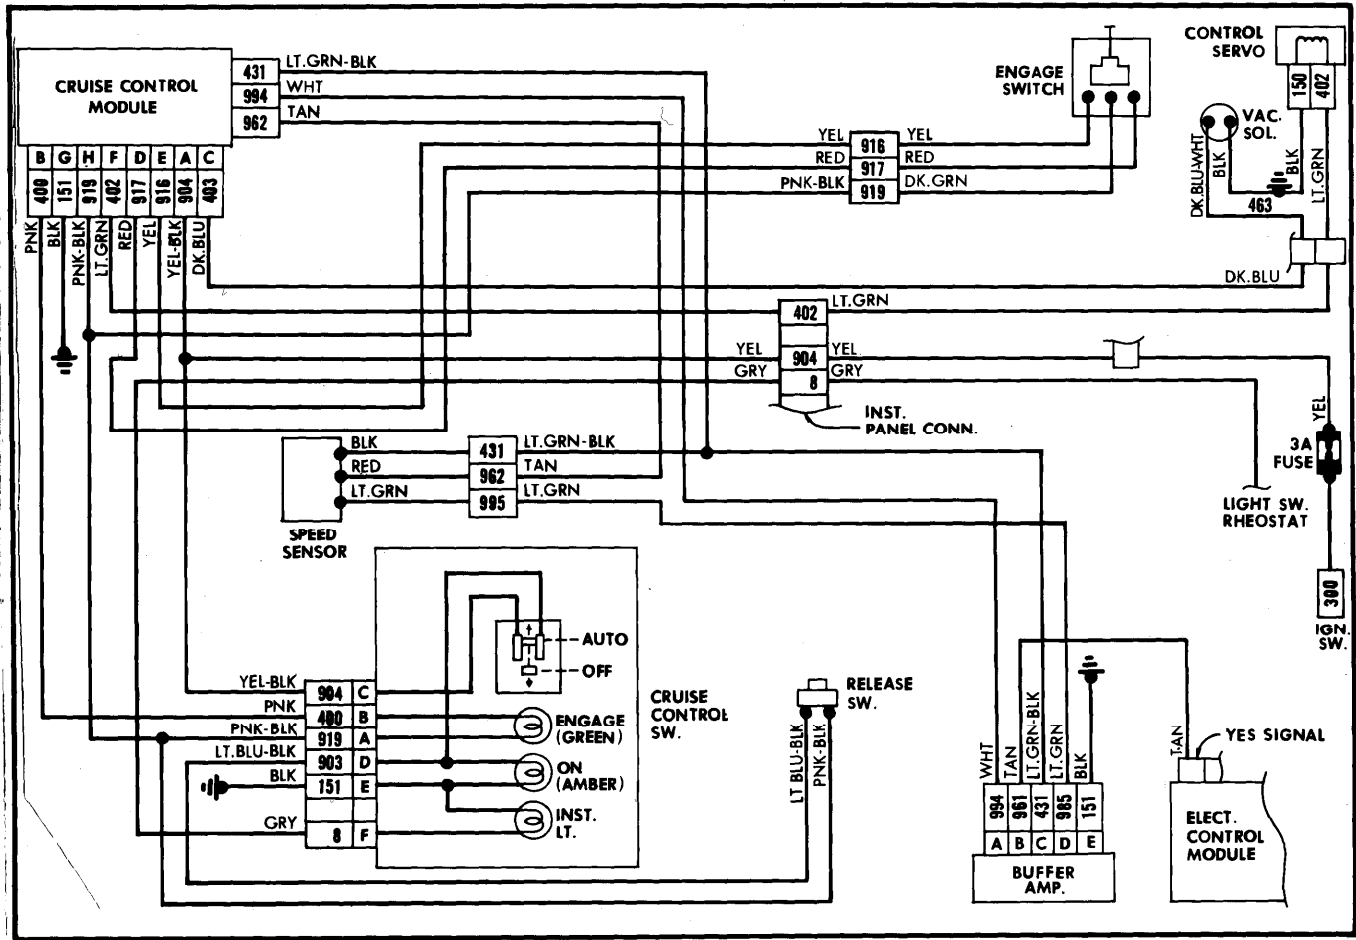 CRUISE CONTROL
MODULE
431
994
962
LT.GRN-BLK
WHT
TAN
B G H F D E A C
400 151 919 402 917 916 904 403
PNK
BLK
PNK-BLK
LT.GRN
RED
YEL
YEL-BLK
DK.BLU
ENGAGE
SWITCH
YEL 916 YEL
RED 917 RED
PNK-BLK 919 DK.GRN
CONTROL
SERVO
150 402
VAC.
SOL.
DK.BLU-WHT
BLK
BLK
LT.GRN
463
DK.BLU
402 LT.GRN
YEL 904 YEL
GRY 8 GRY
INST.
PANEL CONN.
YEL
3A
FUSE
LIGHT SW.
RHEOSTAT
300
IGN.
SW.
BLK 431 LT.GRN-BLK
RED 962 TAN
LT.GRN 995 LT.GRN
SPEED
SENSOR
AUTO
OFF
YEL-BLK 904 C
PNK 400 B
PNK-BLK 919 A
LT.BLU-BLK 903 D
BLK 151 E
GRY 8 F
ENGAGE
(GREEN)
ON
(AMBER)
INST.
LT.
CRUISE
CONTROL
SW.
RELEASE
SW.
LT BLU-BLK
PNK-BLK
WHT
TAN
LT.GRN-BLK
LT.GRN
BLK
994 961 431 985 151
A B C D E
BUFFER
AMP.
TAN
YES SIGNAL
ELECT.
CONTROL
MODULE